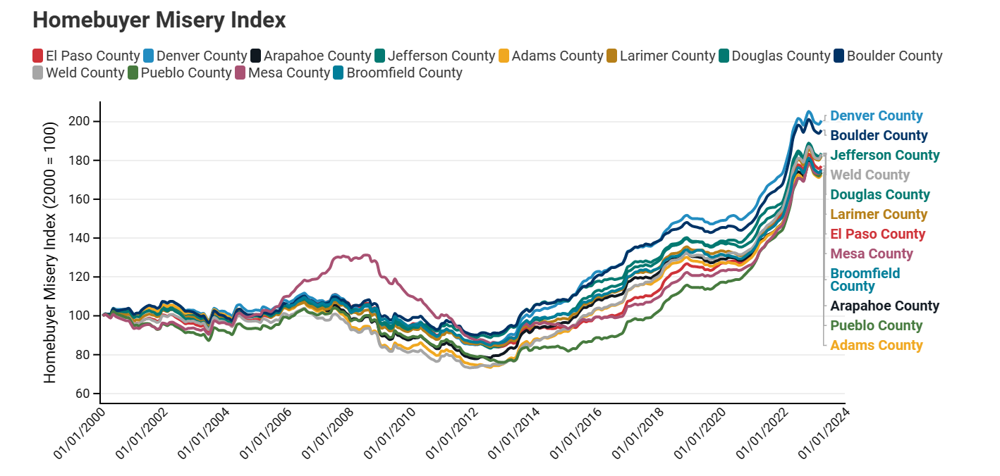 Homebuyer Misery Index
El Paso County Denver County Arapahoe County Jefferson County Adams County Larimer County Douglas County Boulder County
Weld County Pueblo County Mesa County Broomfield County
Homebuyer Misery Index (2000 = 100)
200
180
160
140
120
100
80
60
01/01/2000
01/01/2002
01/01/2004
01/01/2006
01/01/2008
01/01/2010
01/01/2012
01/01/2014
01/01/2016
01/01/2018
01/01/2020
01/01/2022
01/01/2024
Denver County
Boulder County
Jefferson County
Weld County
Douglas County
Larimer County
El Paso County
Mesa County
Broomfield
County
Arapahoe County
Pueblo County
Adams County